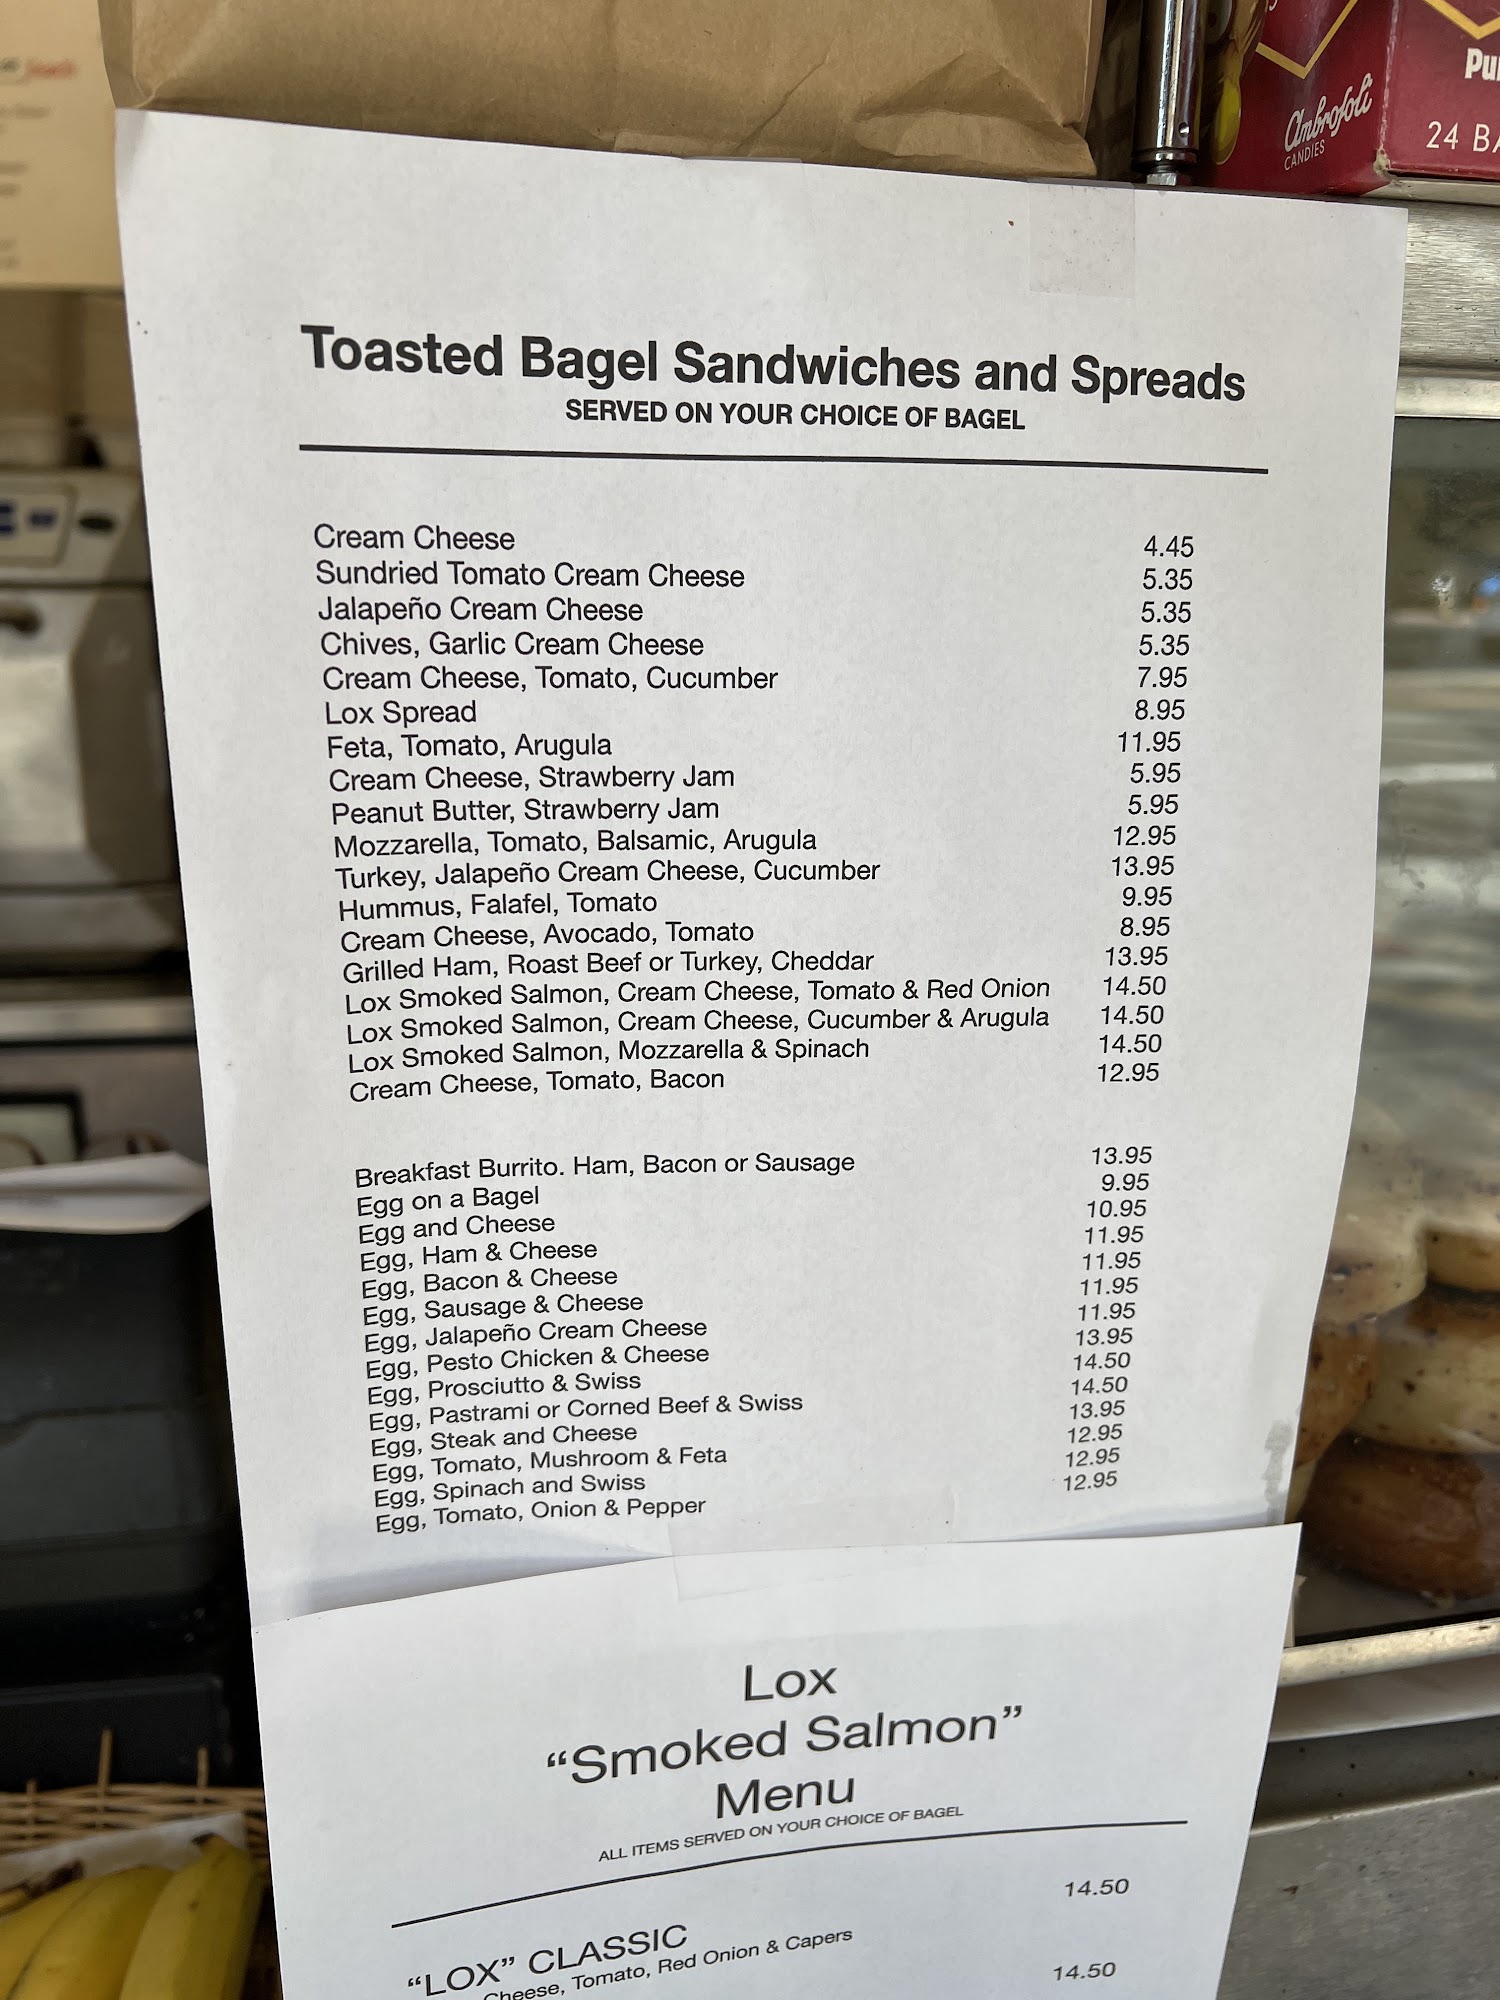 Ambrosoli
CANDIES
24
Toasted Bagel Sandwiches and Spreads
SERVED ON YOUR CHOICE OF BAGEL
Cream Cheese 4.45
Sundried Tomato Cream Cheese 5.35
Jalapeño Cream Cheese 5.35
Chives, Garlic Cream Cheese 5.35
Cream Cheese, Tomato, Cucumber 7.95
Lox Spread 8.95
Feta, Tomato, Arugula 11.95
Cream Cheese, Strawberry Jam 5.95
Peanut Butter, Strawberry Jam 5.95
Mozzarella, Tomato, Balsamic, Arugula 12.95
Turkey, Jalapeño Cream Cheese, Cucumber 13.95
Hummus, Falafel, Tomato 9.95
Cream Cheese, Avocado, Tomato 8.95
Grilled Ham, Roast Beef or Turkey, Cheddar 13.95
Lox Smoked Salmon, Cream Cheese, Tomato & Red Onion 14.50
Lox Smoked Salmon, Cream Cheese, Cucumber & Arugula 14.50
Lox Smoked Salmon, Mozzarella & Spinach 14.50
Cream Cheese, Tomato, Bacon 12.95
Breakfast Burrito. Ham, Bacon or Sausage 13.95
Egg on a Bagel 9.95
Egg and Cheese 10.95
Egg, Ham & Cheese 11.95
Egg, Bacon & Cheese 11.95
Egg, Sausage & Cheese 11.95
Egg, Jalapeño Cream Cheese 11.95
Egg, Pesto Chicken & Cheese 13.95
Egg, Prosciutto & Swiss 14.50
Egg, Pastrami or Corned Beef & Swiss 14.50
Egg, Steak and Cheese 13.95
Egg, Tomato, Mushroom & Feta 12.95
Egg, Spinach and Swiss 12.95
Egg, Tomato, Onion & Pepper 12.95
Lox
“Smoked Salmon”
Menu
ALL ITEMS SERVED ON YOUR CHOICE OF BAGEL
“LOX” CLASSIC 14.50
Cheese, Tomato, Red Onion & Capers
14.50